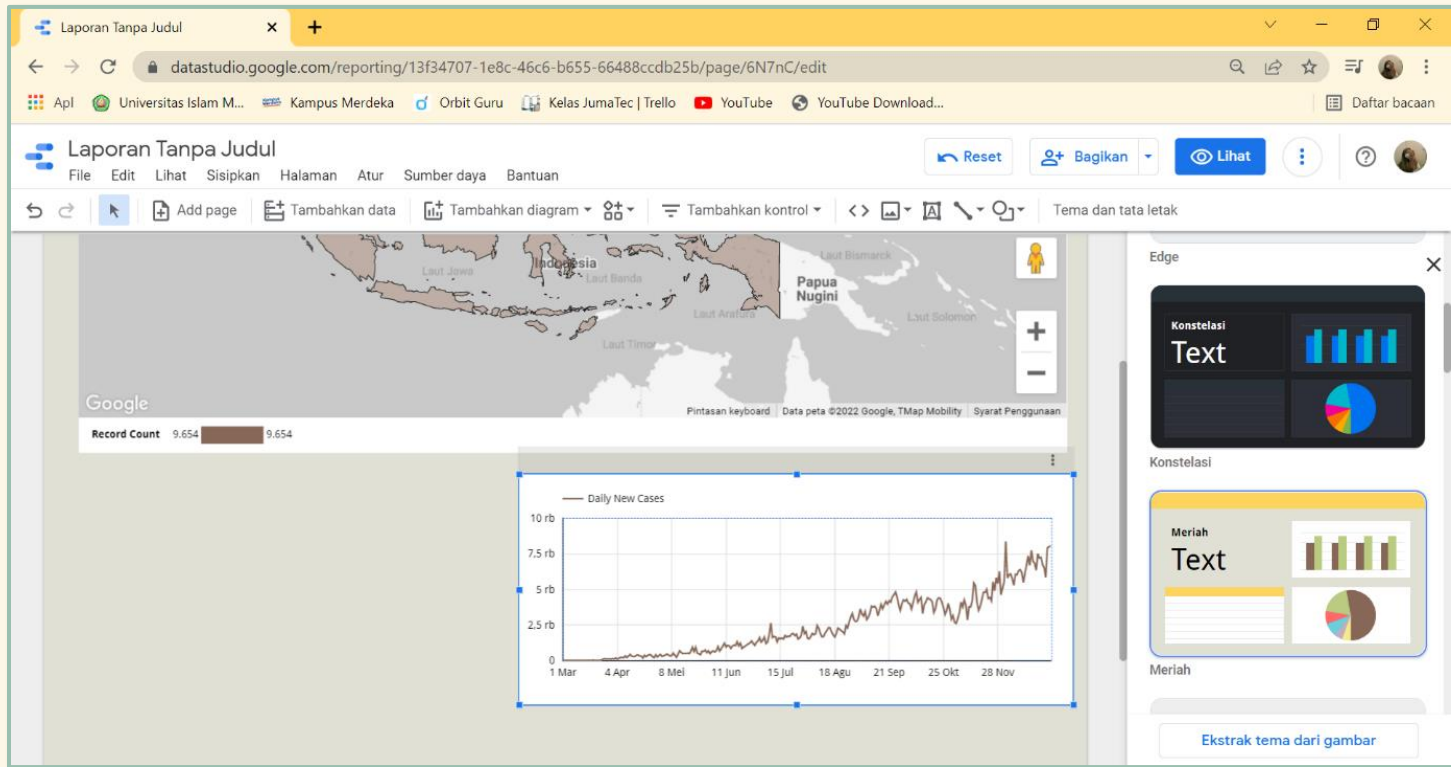 Laporan Tanpa Judul
datastudio.google.com/reporting/13f34707-1e8c-46c6-b655-66488ccdb25b/page/6N7nC/edit
Apl Universitas Islam M... Kampus Merdeka Orbit Guru Kelas JumaTec | Trello YouTube YouTube Download... Daftar bacaan
Laporan Tanpa Judul
Reset Bagikan Lihat
File Edit Lihat Sisipkan Halaman Atur Sumber daya Bantuan
Add page Tambahkan data Tambahkan diagram Tambahkan kontrol Tema dan tata letak
Indonesia
Laut Jawa
Laut Banda
Laut Bismarck
Papua
Nugini
Laut Arafura
Laut Solomon
Laut Timor
Google
Pintasan keyboard Data peta ©2022 Google, TMap Mobility Syarat Penggunaan
Record Count 9.654 9.654
Daily New Cases
10 rb
7,5 rb
5 rb
2,5 rb
0
1 Mar 4 Apr 8 Mei 11 Jun 15 Jul 18 Agu 21 Sep 25 Okt 28 Nov
Edge
Konstelasi
Text
Konstelasi
Meriah
Text
Meriah
Ekstrak tema dari gambar